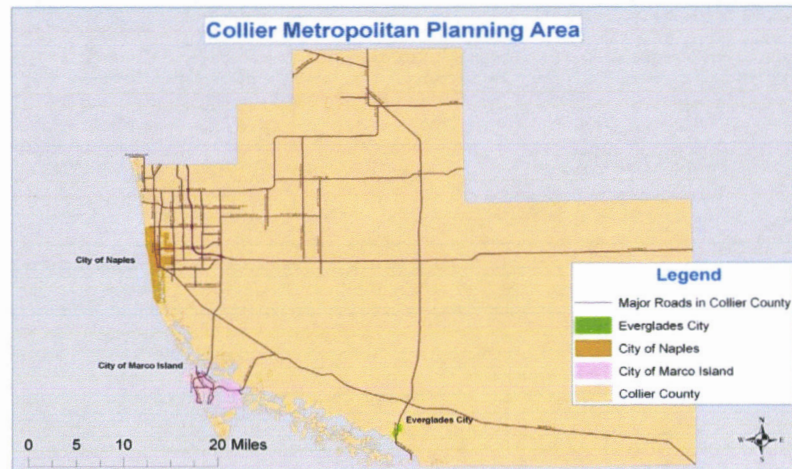 Collier Metropolitan Planning Area
City of Naples
City of Marco Island
Everglades City
Legend
Major Roads in Collier County
Everglades City
City of Naples
City of Marco Island
Collier County
0 5 10 20 Miles
N
W E
S